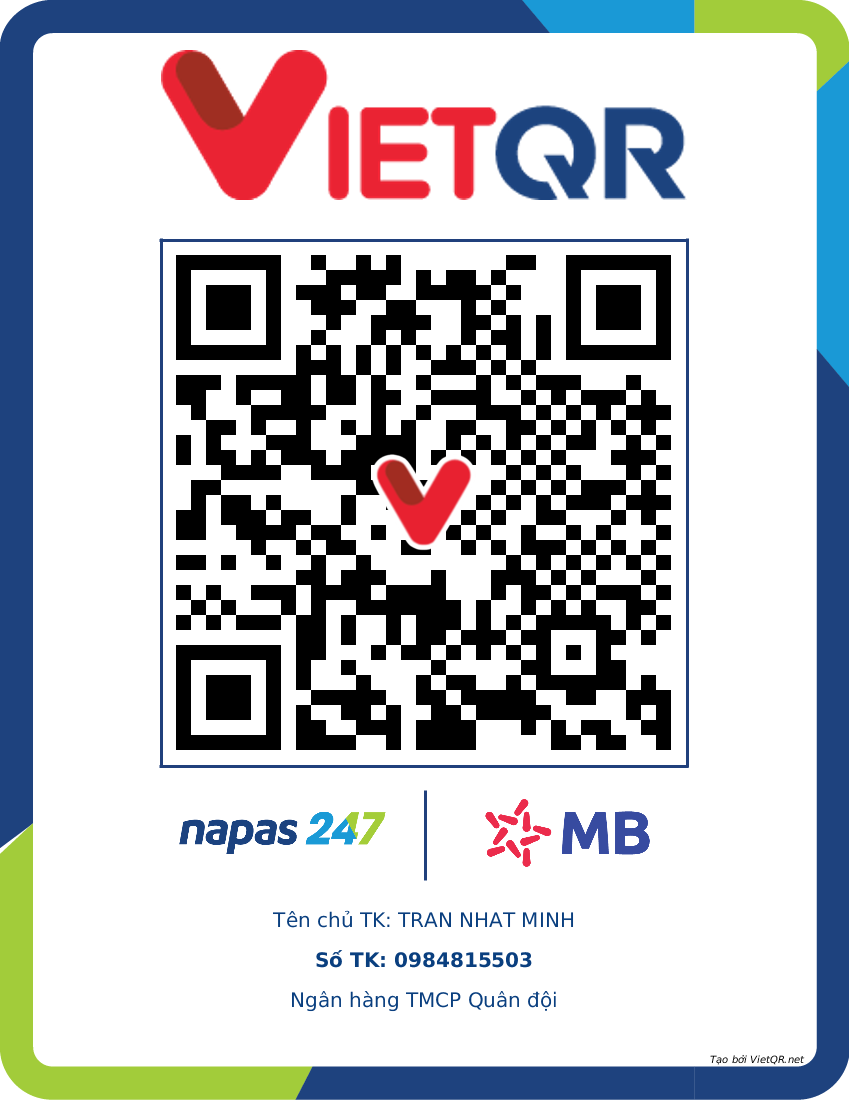 VIETQR
napas 247
MB
Tên chủ TK: TRAN NHAT MINH
Số TK: 0984815503
Ngân hàng TMCP Quân đội
Tạo bởi VietQR.net